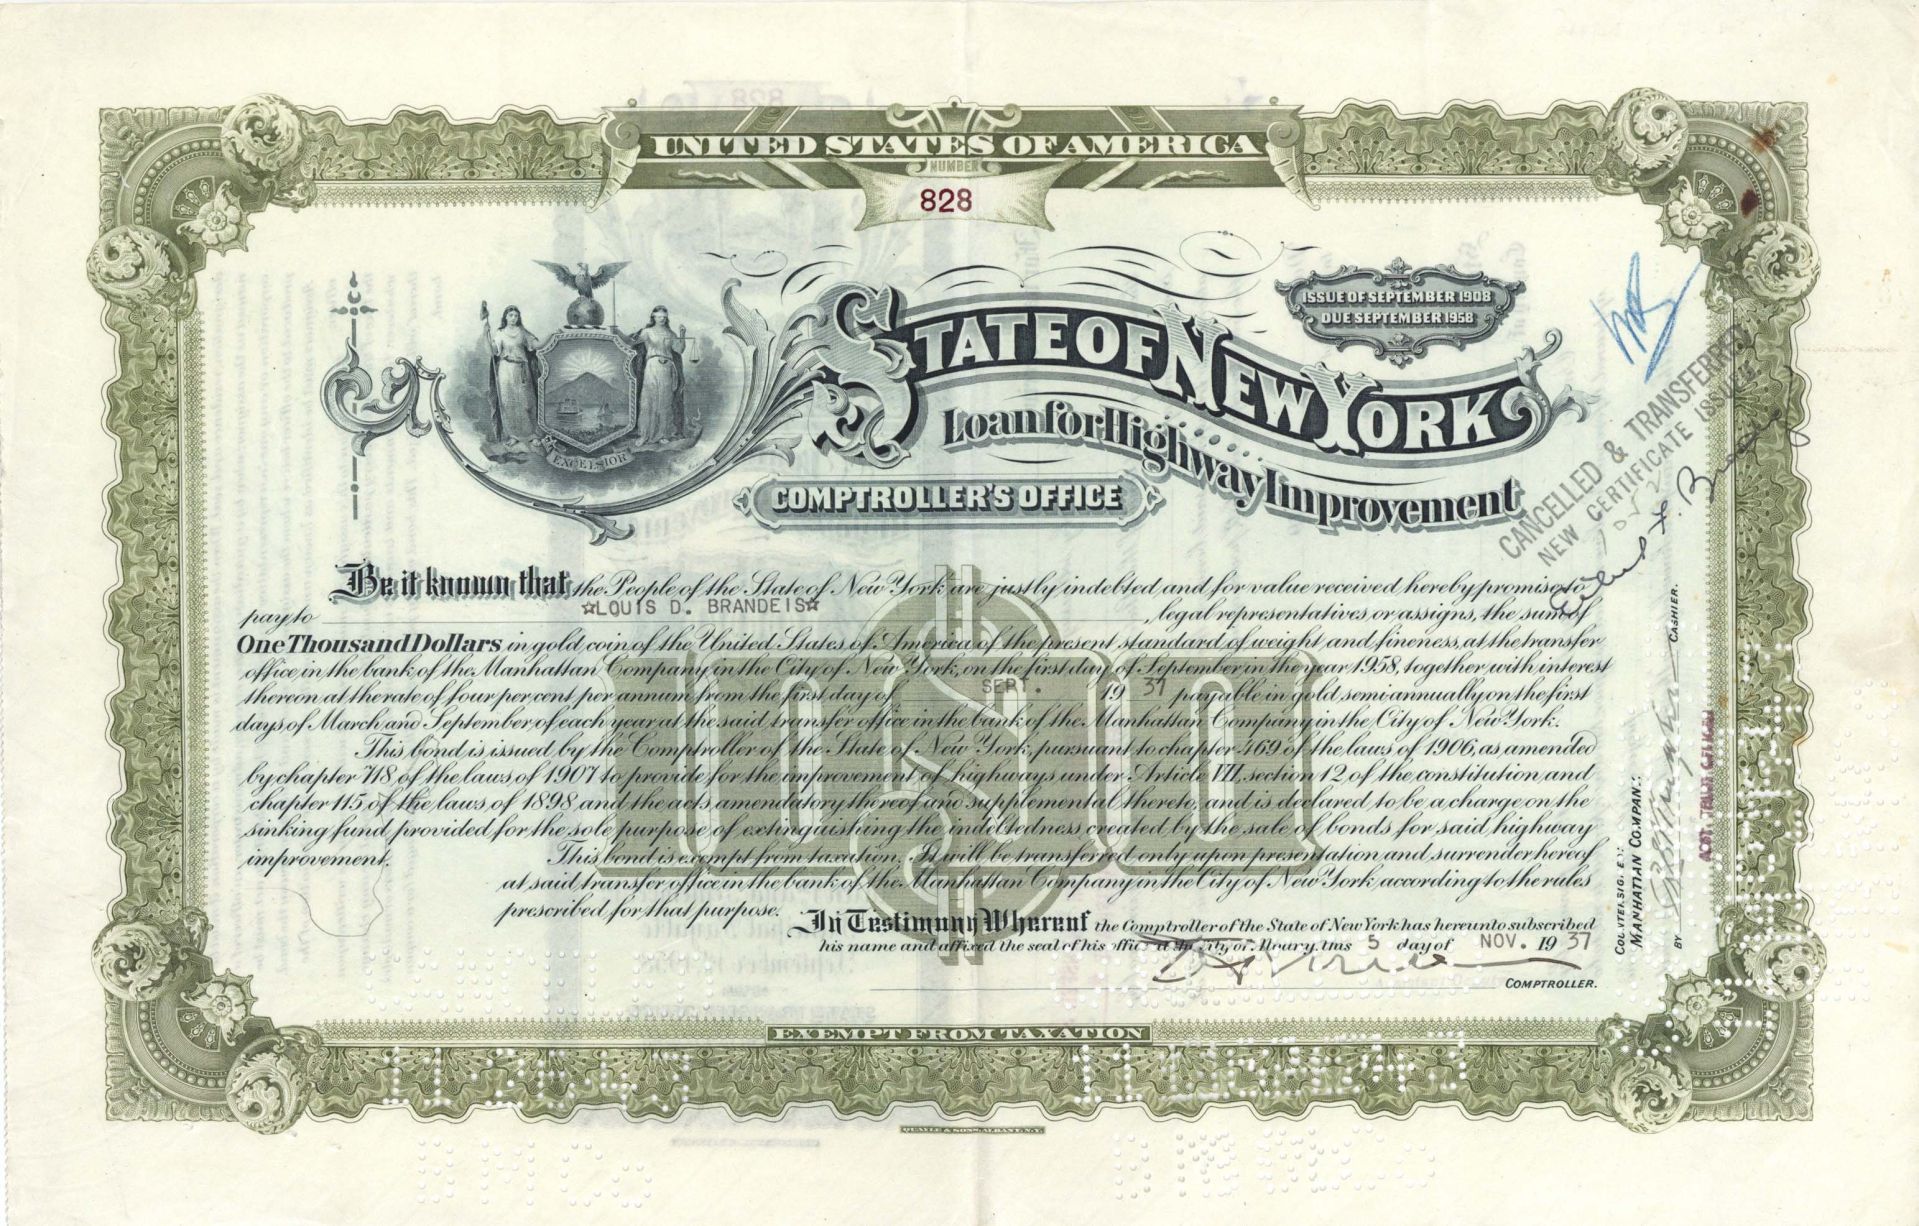 UNITED STATES OF AMERICA
NUMBER
828
ISSUE OF SEPTEMBER 1908
DUE SEPTEMBER 1958
STATE OF NEW YORK
Loan for Highway Improvement
COMPTROLLER'S OFFICE
EXCELSIOR
CANCELLED & TRANSFERRED
NEW CERTIFICATE ISSUED
Be it known that the People of the State of New York are justly indebted and for value received hereby promise to
pay to ☆LOUIS D. BRANDEIS☆ , legal representatives or assigns, the sum of
One Thousand Dollars in gold coin of the United States of America of the present standard of weight and fineness, at the transfer
office in the bank of the Manhattan Company in the City of New York, on the first day of September in the year 1958, together with interest
thereon at the rate of four per cent per annum from the first day of SEPT. 19 37 payable in gold semi-annually on the first
days of March and September of each year at the said transfer office in the bank of the Manhattan Company in the City of New York.
This bond is issued by the Comptroller of the State of New York, pursuant to chapter 469 of the laws of 1906, as amended
by chapter 718 of the laws of 1907 to provide for the improvement of highways under Article VII, section 12 of the constitution and
chapter 115 of the laws of 1898 and the acts amendatory thereof and supplemental thereto, and is declared to be a charge on the
sinking fund provided for the sole purpose of extinguishing the indebtedness created by the sale of bonds for said highway
improvement. This bond is exempt from taxation. It will be transferred only upon presentation and surrender hereof
at said transfer office in the bank of the Manhattan Company in the City of New York according to the rules
prescribed for that purpose. In Testimony Whereof the Comptroller of the State of New York has hereunto subscribed
his name and affixed the seal of his office at the City of Albany, this 5 day of NOV. 19 37
COMPTROLLER.
$1000
COUNTERSIGNED:
MANHATTAN COMPANY:
BY CASHIER.
EXEMPT FROM TAXATION
QUAYLE & SONS, ALBANY, N.Y.